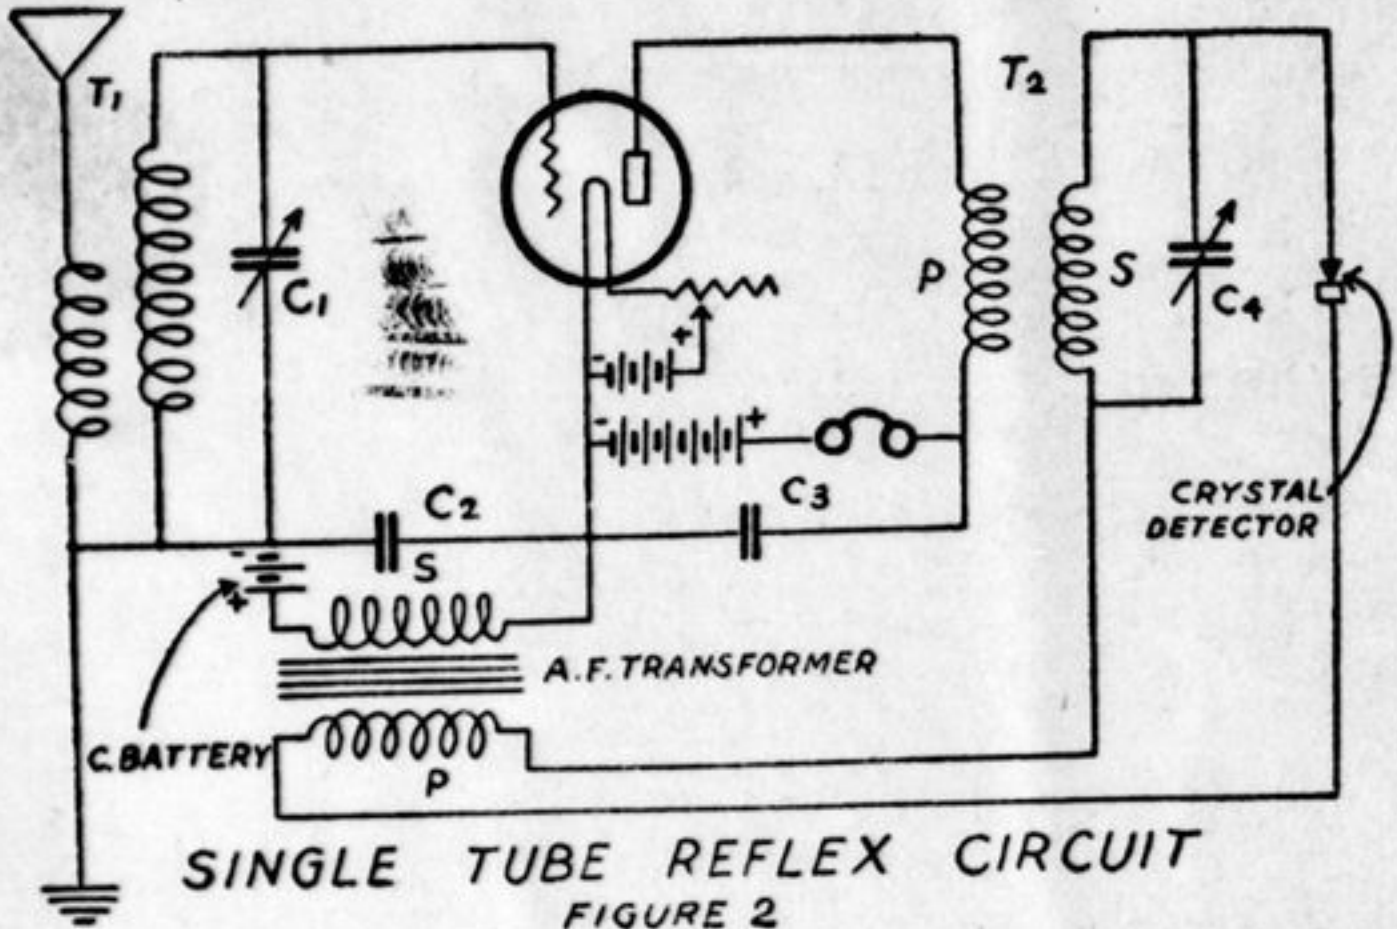 T1
T2
C1
P
S
C4
C2
C3
CRYSTAL
DETECTOR
S
A.F. TRANSFORMER
C. BATTERY
P
SINGLE TUBE REFLEX CIRCUIT
FIGURE 2